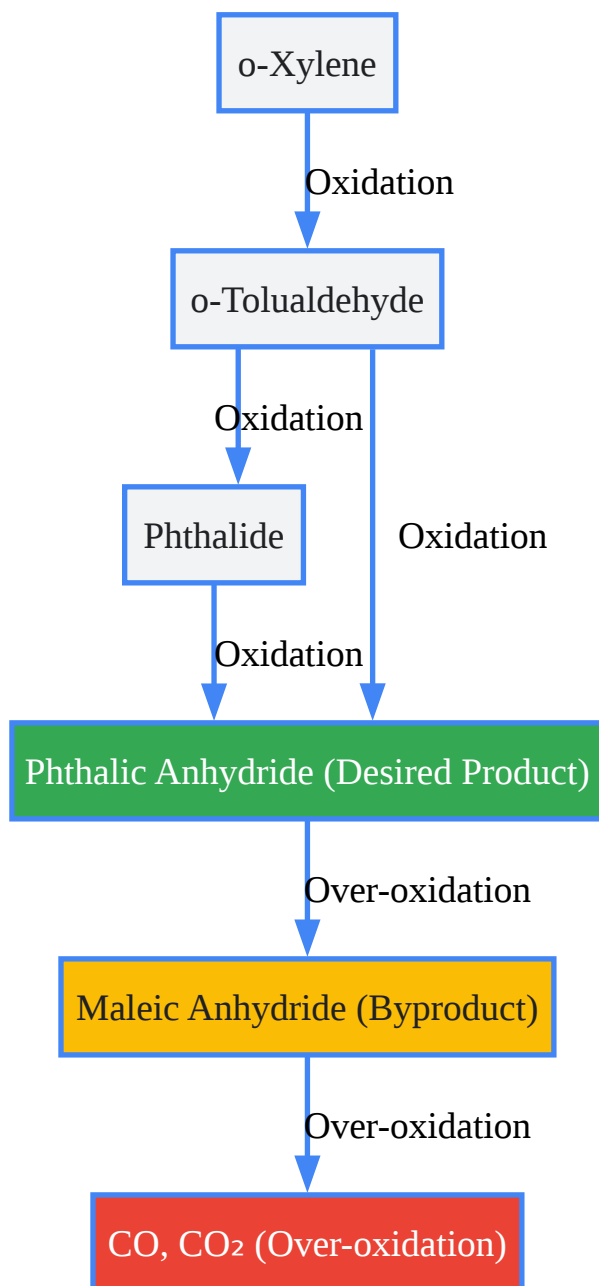 o-Xylene
Oxidation
o-Tolualdehyde
Oxidation
Phthalide
Oxidation
Oxidation
Phthalic Anhydride (Desired Product)
Over-oxidation
Maleic Anhydride (Byproduct)
Over-oxidation
CO, CO₂ (Over-oxidation)